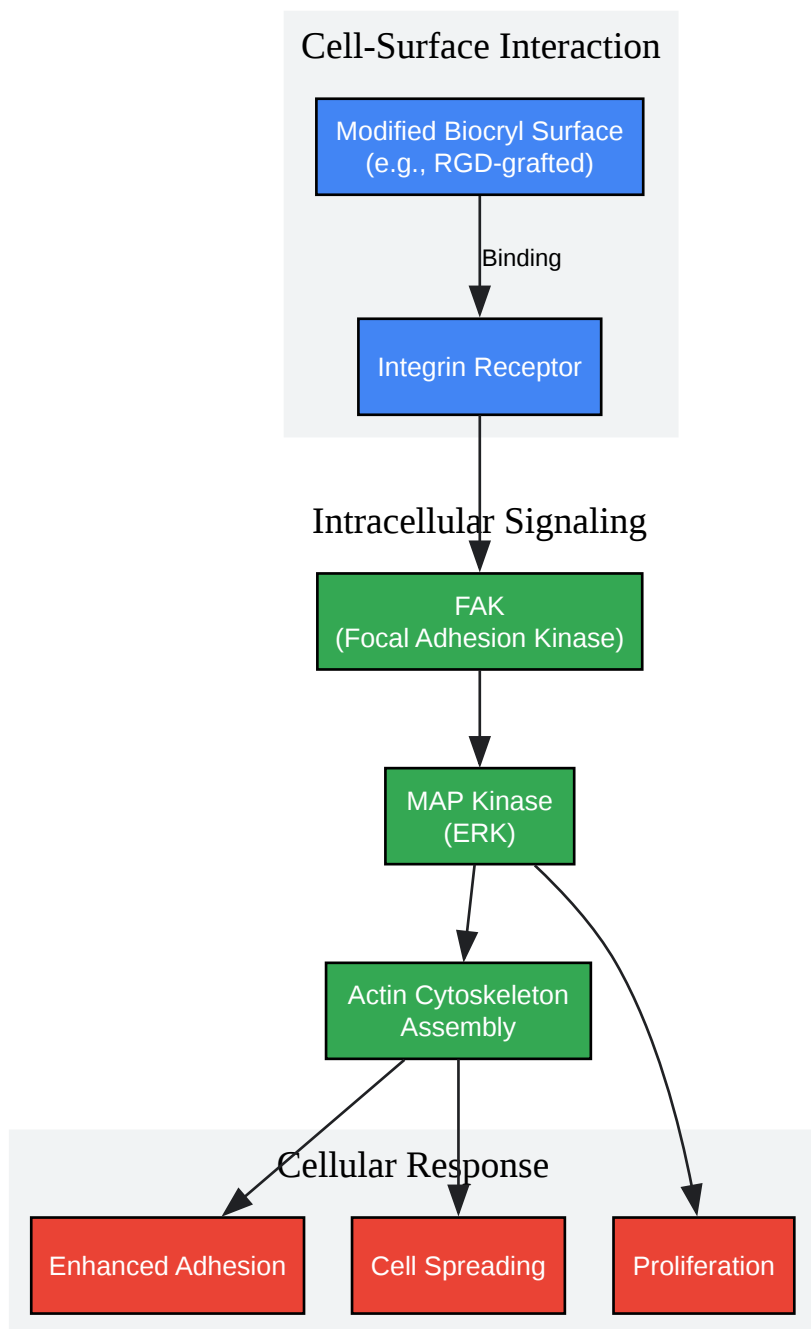 Cell-Surface Interaction
Modified Biocryl Surface
(e.g., RGD-grafted)
Binding
Integrin Receptor
Intracellular Signaling
FAK
(Focal Adhesion Kinase)
MAP Kinase
(ERK)
Actin Cytoskeleton
Assembly
Cellular Response
Enhanced Adhesion
Cell Spreading
Proliferation